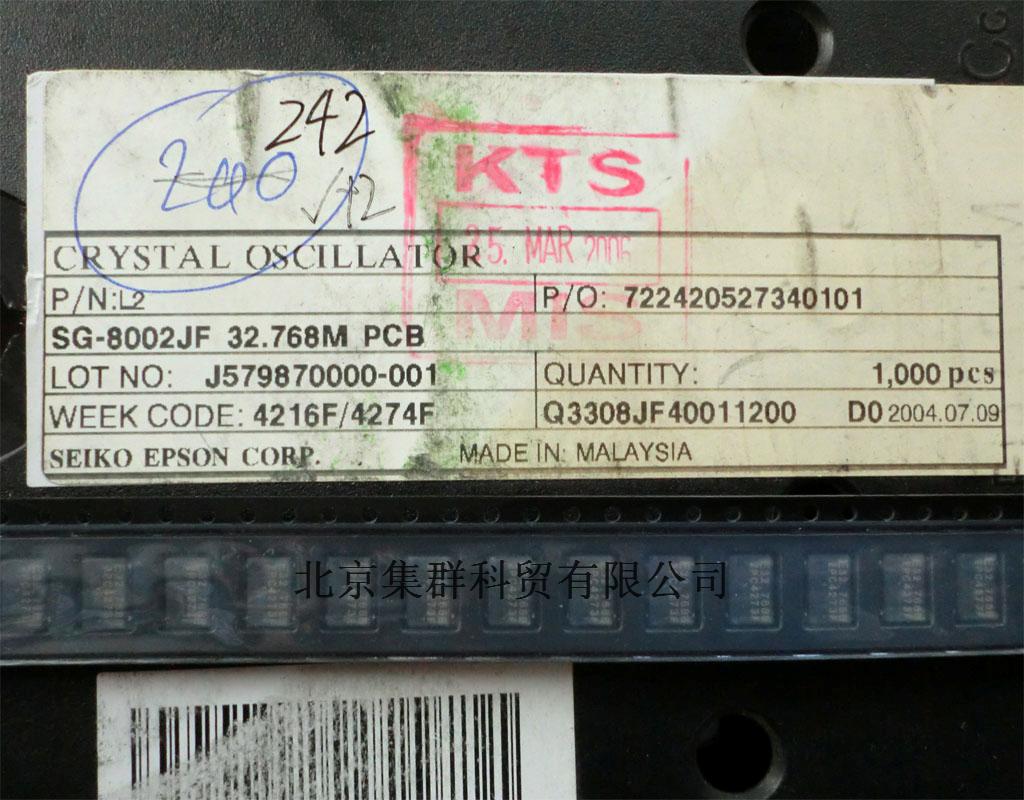 242
200
√12
KTS
25. MAR 2006
MIS
CRYSTAL OSCILLATOR
P/N:L2 P/O: 722420527340101
SG-8002JF 32.768M PCB
LOT NO: J579870000-001 QUANTITY: 1,000 pcs
WEEK CODE: 4216F/4274F Q3308JF40011200 D0 2004.07.09
SEIKO EPSON CORP. MADE IN: MALAYSIA
北京集群科贸有限公司